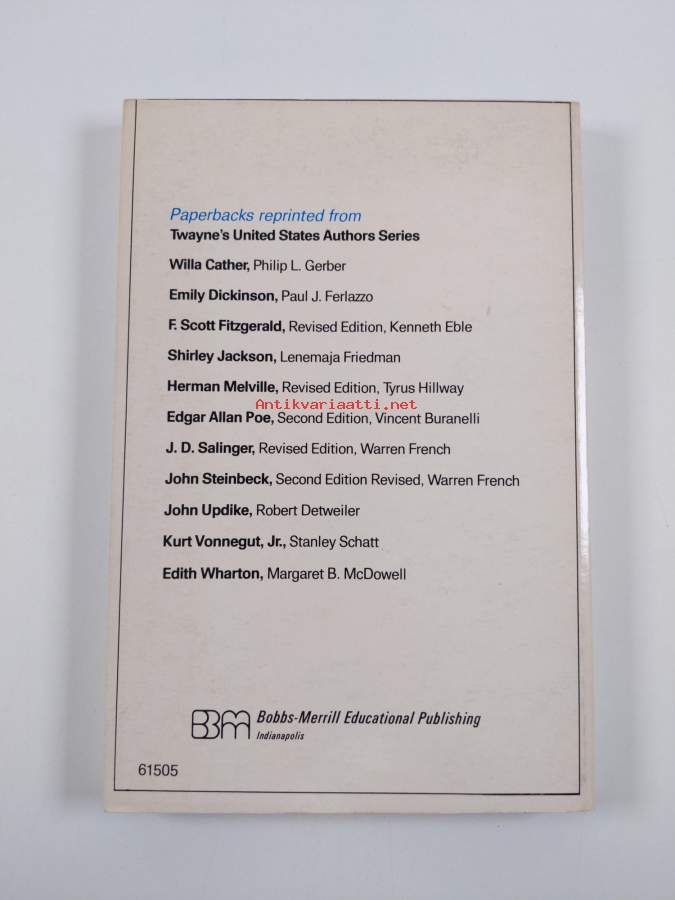 Paperbacks reprinted from
Twayne's United States Authors Series
Willa Cather, Philip L. Gerber
Emily Dickinson, Paul J. Ferlazzo
F. Scott Fitzgerald, Revised Edition, Kenneth Eble
Shirley Jackson, Lenemaja Friedman
Herman Melville, Revised Edition, Tyrus Hillway
Antikvariaatti.net
Edgar Allan Poe, Second Edition, Vincent Buranelli
J. D. Salinger, Revised Edition, Warren French
John Steinbeck, Second Edition Revised, Warren French
John Updike, Robert Detweiler
Kurt Vonnegut, Jr., Stanley Schatt
Edith Wharton, Margaret B. McDowell
BBM Bobbs-Merrill Educational Publishing
Indianapolis
61505